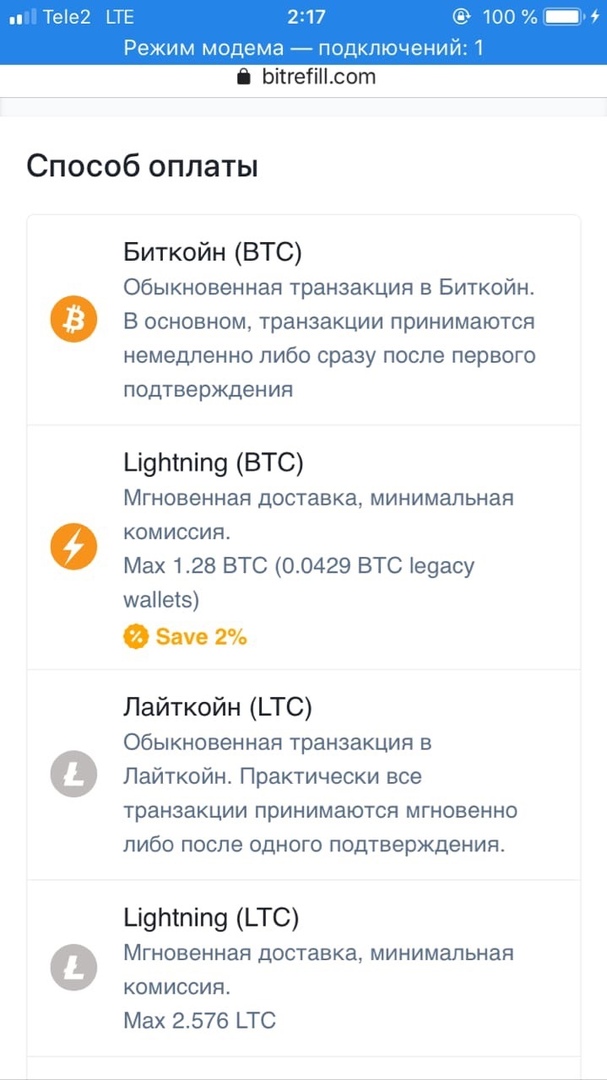 Tele2 LTE 2:17 100 %
Режим модема — подключений: 1
bitrefill.com
Способ оплаты
Биткойн (BTC)
Обыкновенная транзакция в Биткойн.
В основном, транзакции принимаются
немедленно либо сразу после первого
подтверждения
Lightning (BTC)
Мгновенная доставка, минимальная
комиссия.
Max 1.28 BTC (0.0429 BTC legacy
wallets)
Save 2%
Лайткойн (LTC)
Обыкновенная транзакция в
Лайткойн. Практически все
транзакции принимаются мгновенно
либо после одного подтверждения.
Lightning (LTC)
Мгновенная доставка, минимальная
комиссия.
Max 2.576 LTC